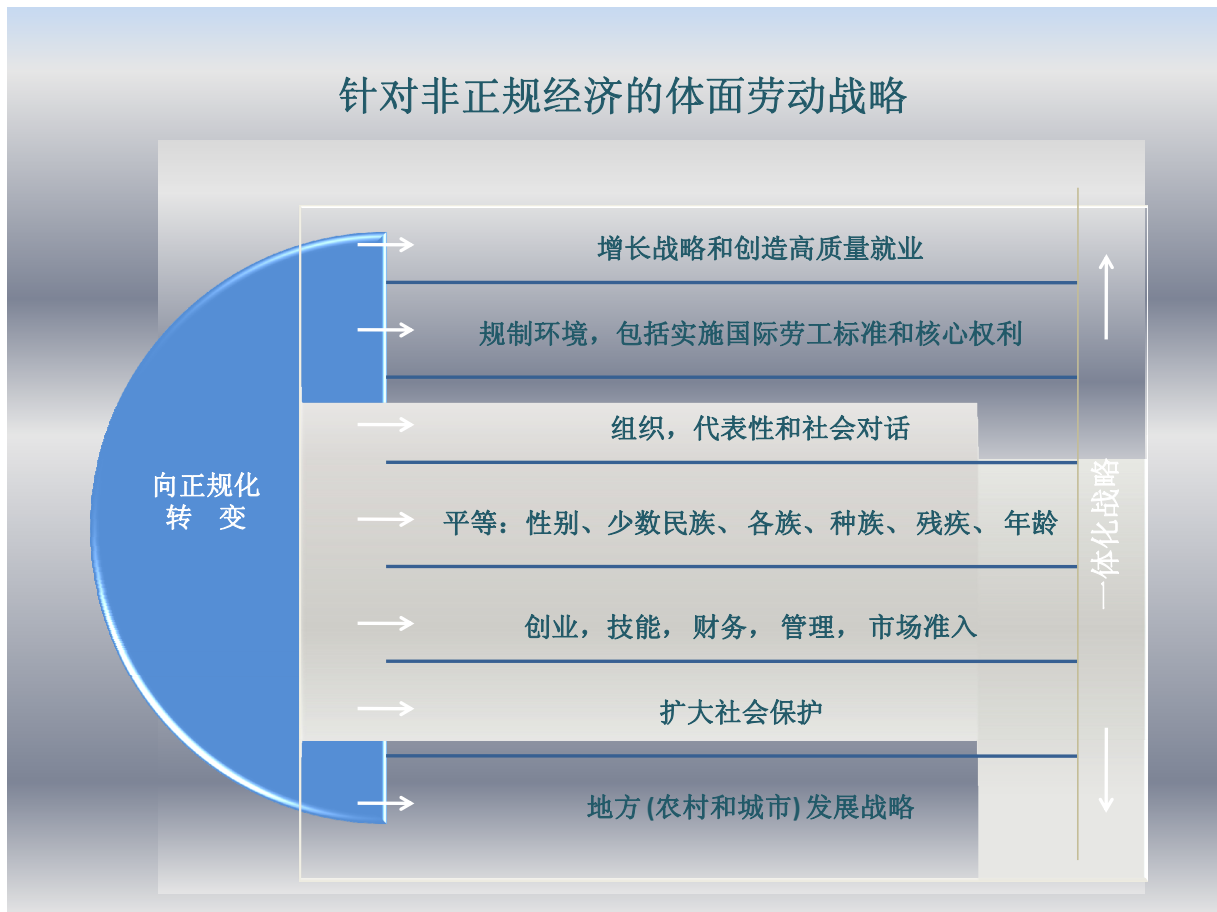 针对非正规经济的体面劳动战略
增长战略和创造高质量就业
规制环境，包括实施国际劳工标准和核心权利
组织，代表性和社会对话
向正规化
转 变
平等：性别、少数民族、各族、种族、残疾、年龄
创业，技能，财务，管理，市场准入
扩大社会保护
地方 (农村和城市) 发展战略
一体化战略